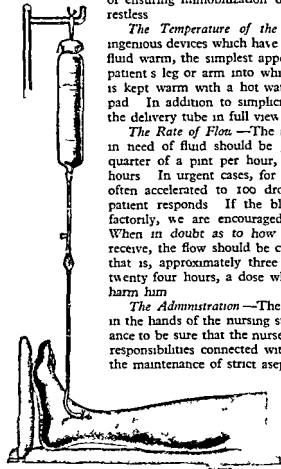 of ensuring immobilization o
restless
The Temperature of the
ingenious devices which have
fluid warm, the simplest appe
patient s leg or arm into whi
is kept warm with a hot wa
pad In addition to simplic
the delivery tube in full view
The Rate of Flow —The
in need of fluid should be
quarter of a pint per hour,
hours In urgent cases, for
often accelerated to 100 dro
patient responds If the bl
factorily, we are encouraged
When in doubt as to how
receive, the flow should be c
that is, approximately three
twenty four hours, a dose wh
harm him
The Administration —The
in the hands of the nursing s
ance to be sure that the nurse
responsibilities connected wit
the maintenance of strict asep